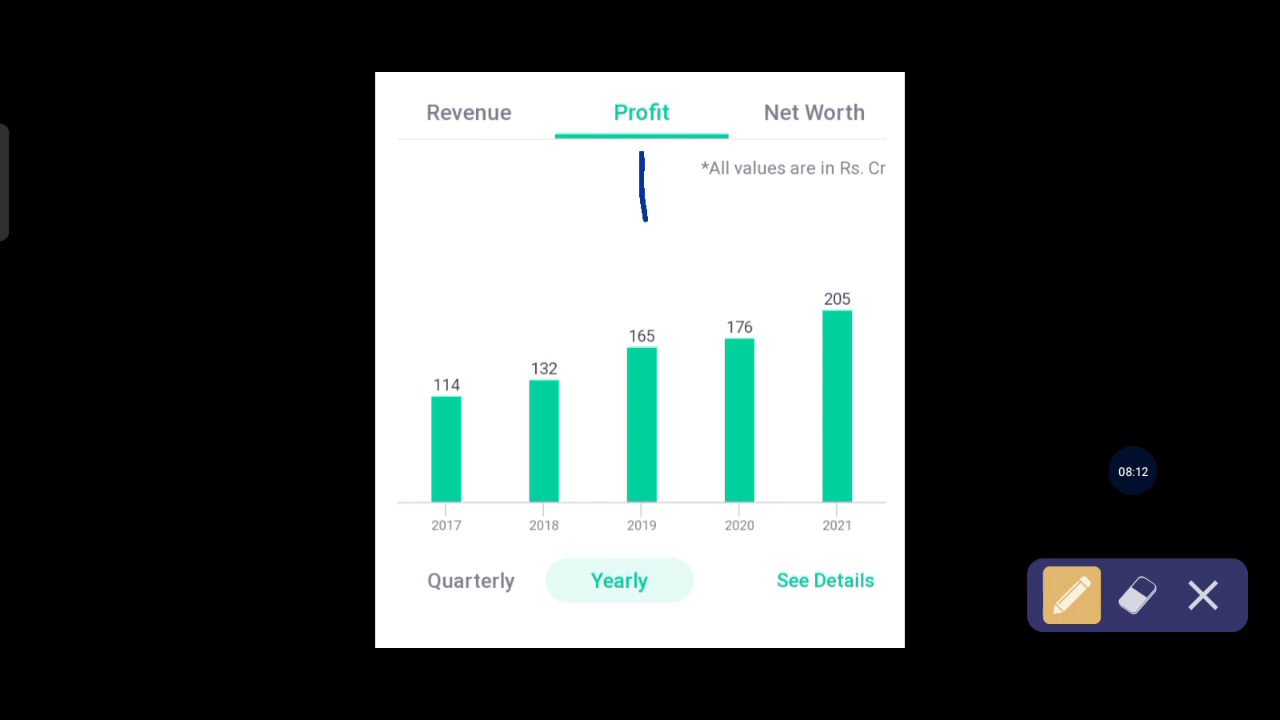 Revenue Profit Net Worth
*All values are in Rs. Cr
205
176
165
132
114
2017 2018 2019 2020 2021
08:12
Quarterly Yearly See Details